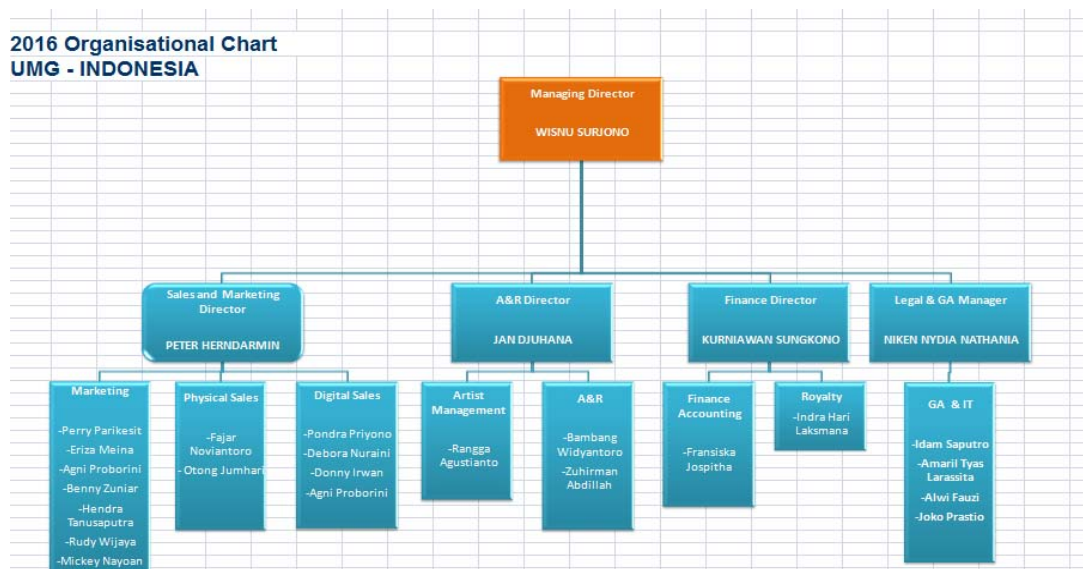 2016 Organisational Chart
UMG - INDONESIA
Managing Director
WISNU SURJONO
Sales and Marketing
Director
PETER HERNDARMIN
A&R Director
JAN DJUHANA
Finance Director
KURNIAWAN SUNGKONO
Legal & GA Manager
NIKEN NYDIA NATHANIA
Marketing
-Perry Parikesit
-Eriza Meina
-Agni Proborini
-Benny Zuniar
-Hendra
Tanusaputra
-Rudy Wijaya
-Mickey Nayoan
Physical Sales
-Fajar
Noviantoro
- Otong Jumhari
Digital Sales
-Pondra Priyono
-Debora Nuraini
-Donny Irwan
-Agni Proborini
Artist
Management
-Rangga
Agustianto
A&R
-Bambang
Widyantoro
-Zuhirman
Abdillah
Finance
Accounting
-Fransiska
Jospitha
Royalty
-Indra Hari
Laksmana
GA & IT
-Idam Saputro
-Amaril Tyas
Larassita
-Alwi Fauzi
-Joko Prastio